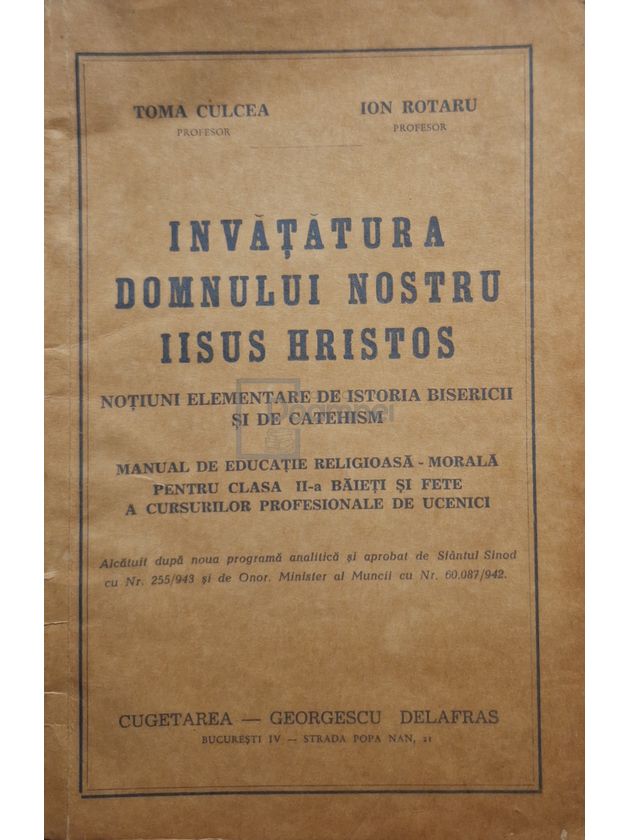 TOMA CULCEA
PROFESOR
ION ROTARU
PROFESOR
INVĂȚĂTURA
DOMNULUI NOSTRU
IISUS HRISTOS
NOȚIUNI ELEMENTARE DE ISTORIA BISERICII
ȘI DE CATEHISM
MANUAL DE EDUCAȚIE RELIGIOASĂ - MORALĂ
PENTRU CLASA II-a BĂIEȚI ȘI FETE
A CURSURILOR PROFESIONALE DE UCENICI
Alcătuit după noua programă analitică și aprobat de Sfântul Sinod
cu Nr. 255/943 și de Onor. Minister al Muncii cu Nr. 60.087/942.
CUGETAREA — GEORGESCU DELAFRAS
BUCUREȘTI IV — STRADA POPA NAN, 21